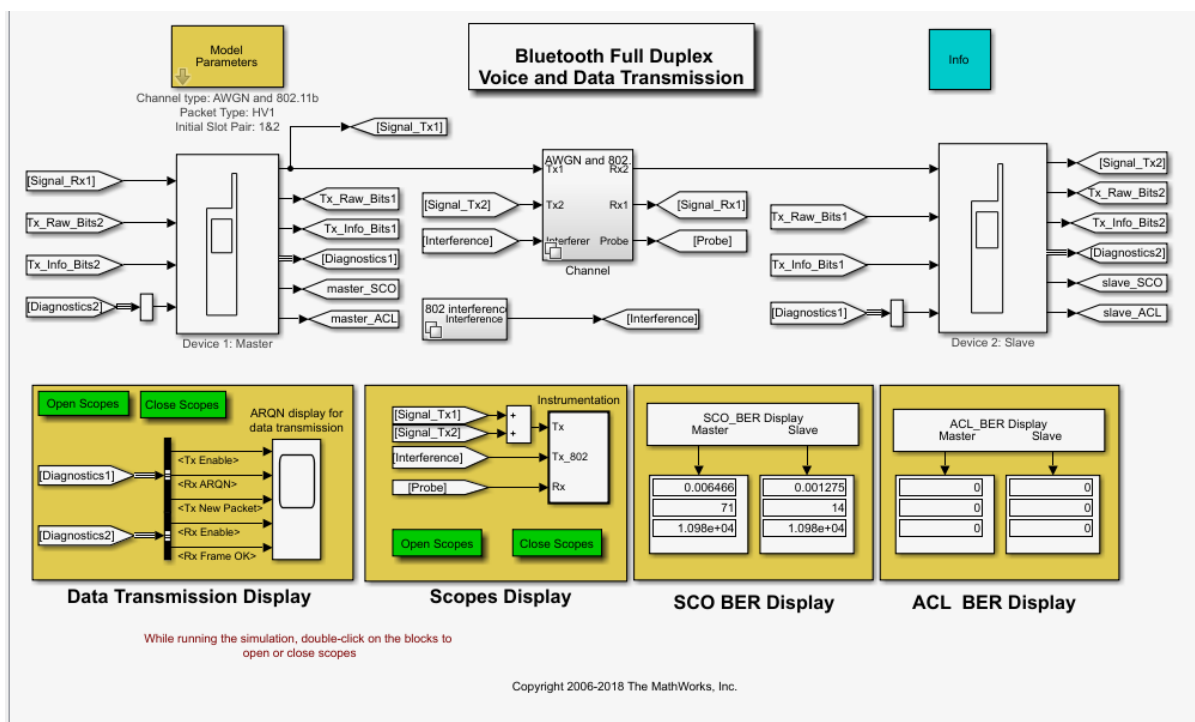 Model
Parameters
Channel type: AWGN and 802.11b
Packet Type: HV1
Initial Slot Pair: 1&2
Bluetooth Full Duplex
Voice and Data Transmission
Info
[Signal_Tx1]
[Signal_Rx1]
Tx_Raw_Bits2
Tx_Info_Bits2
[Diagnostics2]
Device 1: Master
Tx_Raw_Bits1
Tx_Info_Bits1
[Diagnostics1]
master_SCO
master_ACL
[Signal_Tx2]
[Interference]
AWGN and 802.
Tx1 Rx2
Tx2 Rx1
Interferer Probe
Channel
[Signal_Rx1]
[Probe]
802 interference
Interference
[Interference]
Tx_Raw_Bits1
Tx_Info_Bits1
[Diagnostics1]
Device 2: Slave
[Signal_Tx2]
Tx_Raw_Bits2
Tx_Info_Bits2
[Diagnostics2]
slave_SCO
slave_ACL
Open Scopes
Close Scopes
ARQN display for
data transmission
[Diagnostics1]
[Diagnostics2]
<Tx Enable>
<Rx ARQN>
<Tx New Packet>
<Rx Enable>
<Rx Frame OK>
Data Transmission Display
Instrumentation
[Signal_Tx1]
[Signal_Tx2]
[Interference]
[Probe]
+
+
Tx
Tx_802
Rx
Open Scopes
Close Scopes
Scopes Display
SCO_BER Display
Master Slave
0.006466 0.001275
71 14
1.098e+04 1.098e+04
SCO BER Display
ACL_BER Display
Master Slave
0 0
0 0
0 0
ACL BER Display
While running the simulation, double-click on the blocks to
open or close scopes
Copyright 2006-2018 The MathWorks, Inc.